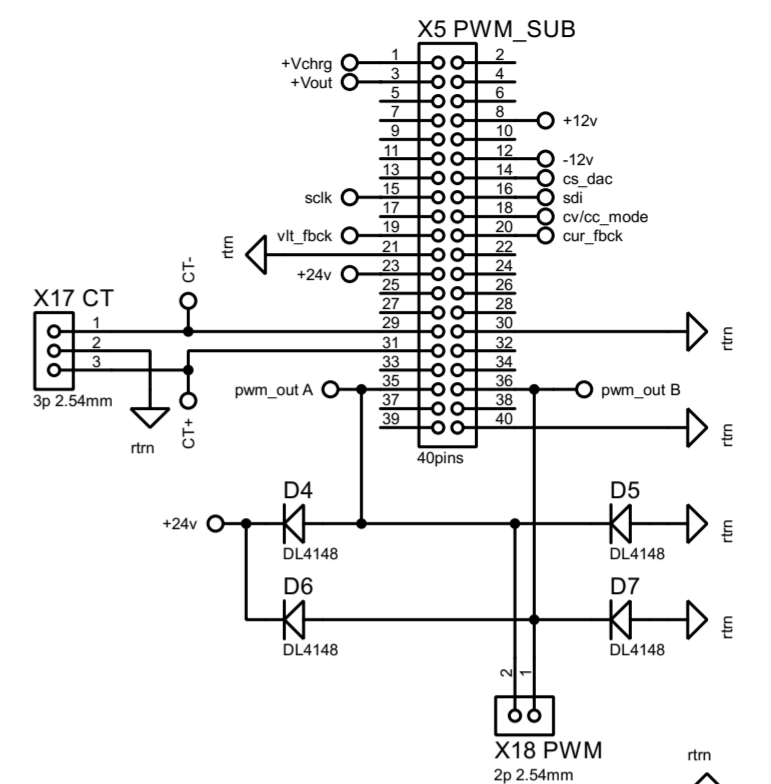 X5 PWM_SUB
+Vchrg 1 2
+Vout 3 4
5 6
7 8 +12v
9 10
11 12 -12v
13 14 cs_dac
sclk 15 16 sdi
17 18 cv/cc_mode
vlt_fbck 19 20 cur_fbck
rtrn 21 22
+24v 23 24
CT-
25 26
X17 CT
27 28
1 29 30 rtrn
2 31 32
3 33 34
3p 2.54mm
pwm_out A 35 36 pwm_out B
37 38
rtrn
CT+
39 40 rtrn
40pins
D4 D5
+24v rtrn
DL4148 DL4148
D6 D7
rtrn
DL4148 DL4148
2 1
X18 PWM
2p 2.54mm
rtrn